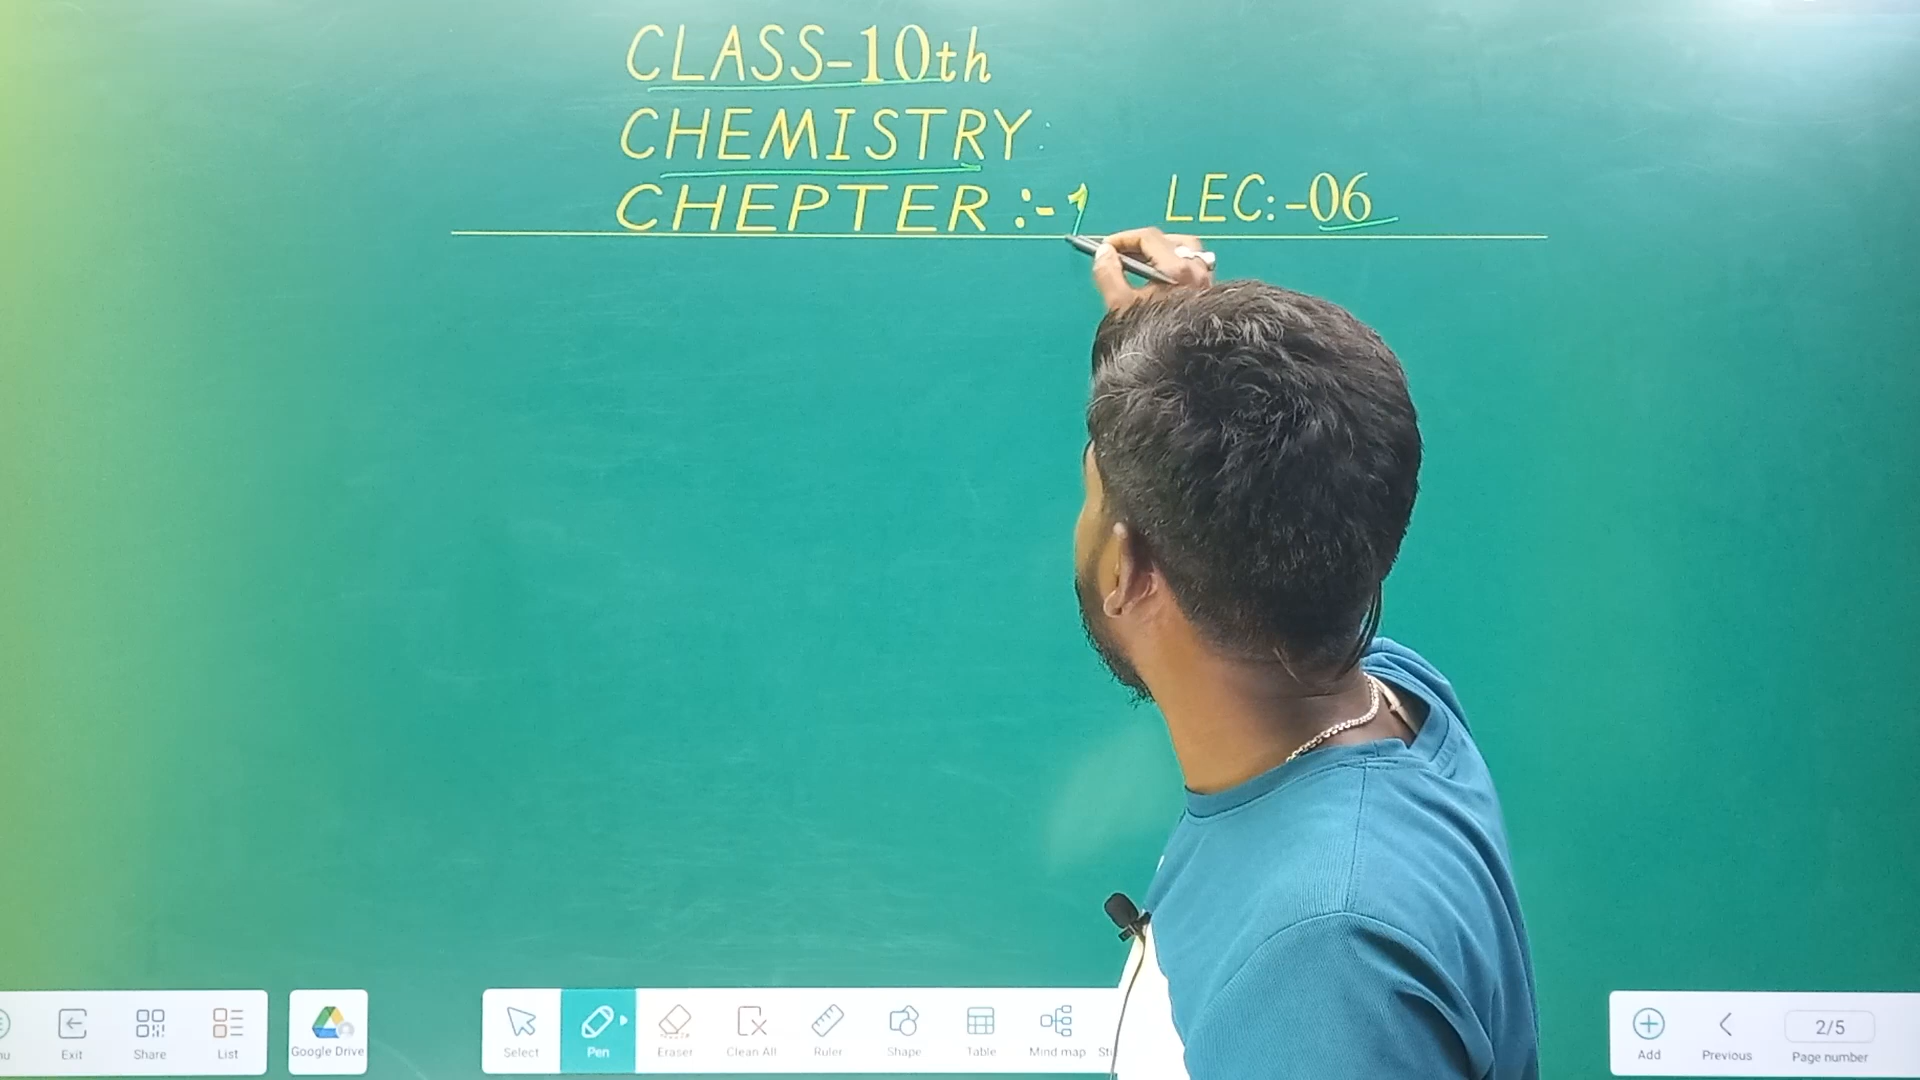 CLASS-10th
CHEMISTRY
CHEPTER :- 1 LEC:-06
Exit
Share
List
Google Drive
Select
Pen
Eraser
Clean All
Ruler
Shape
Table
Mind map
Add
Previous
2/5
Page number